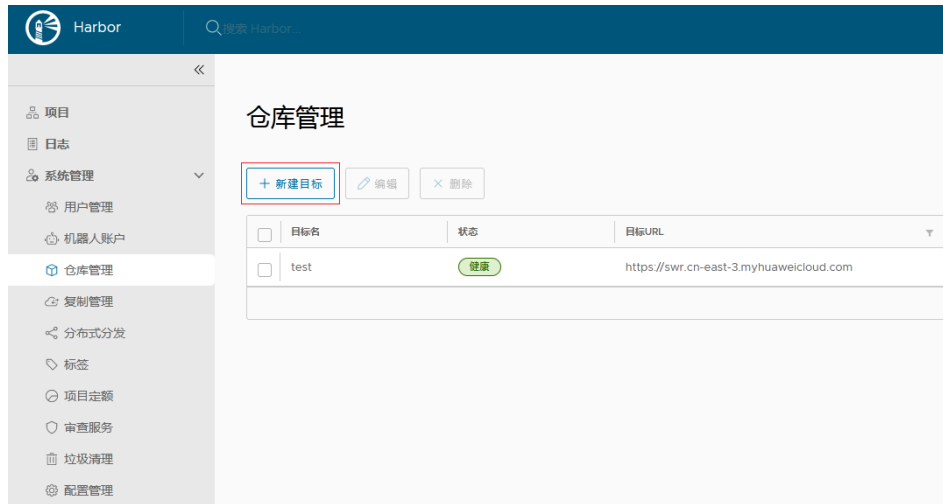 Harbor
搜索 Harbor...
项目
日志
系统管理
用户管理
机器人账户
仓库管理
复制管理
分布式分发
标签
项目定额
审查服务
垃圾清理
配置管理
仓库管理
+ 新建目标 编辑 × 删除
目标名 状态 目标URL
test 健康 https://swr.cn-east-3.myhuaweicloud.com